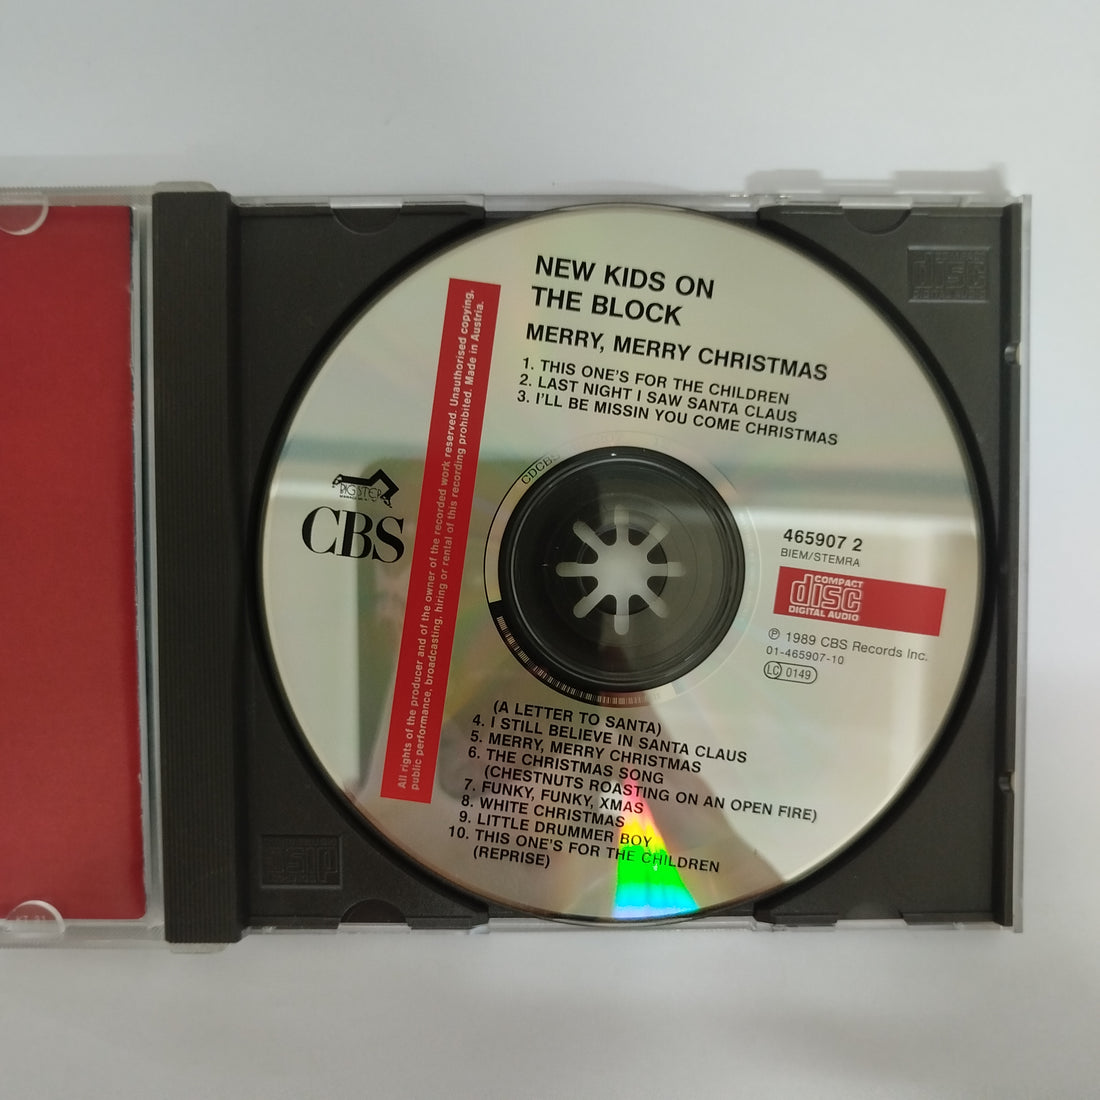 NEW KIDS ON
THE BLOCK
MERRY, MERRY CHRISTMAS
1. THIS ONE'S FOR THE CHILDREN
2. LAST NIGHT I SAW SANTA CLAUS
3. I'LL BE MISSIN YOU COME CHRISTMAS
All rights of the producer and of the owner of the recorded work reserved. Unauthorised copying,
public performance, broadcasting, hiring or rental of this recording prohibited. Made in Austria.
BIG STEP
CBS
CDCBS
465907 2
BIEM/STEMRA
COMPACT
disc
DIGITAL AUDIO
℗ 1989 CBS Records Inc.
01-465907-10
LC 0149
(A LETTER TO SANTA)
4. I STILL BELIEVE IN SANTA CLAUS
5. MERRY, MERRY CHRISTMAS
6. THE CHRISTMAS SONG
(CHESTNUTS ROASTING ON AN OPEN FIRE)
7. FUNKY, FUNKY, XMAS
8. WHITE CHRISTMAS
9. LITTLE DRUMMER BOY
10. THIS ONE'S FOR THE CHILDREN
(REPRISE)
COMPACT
disc